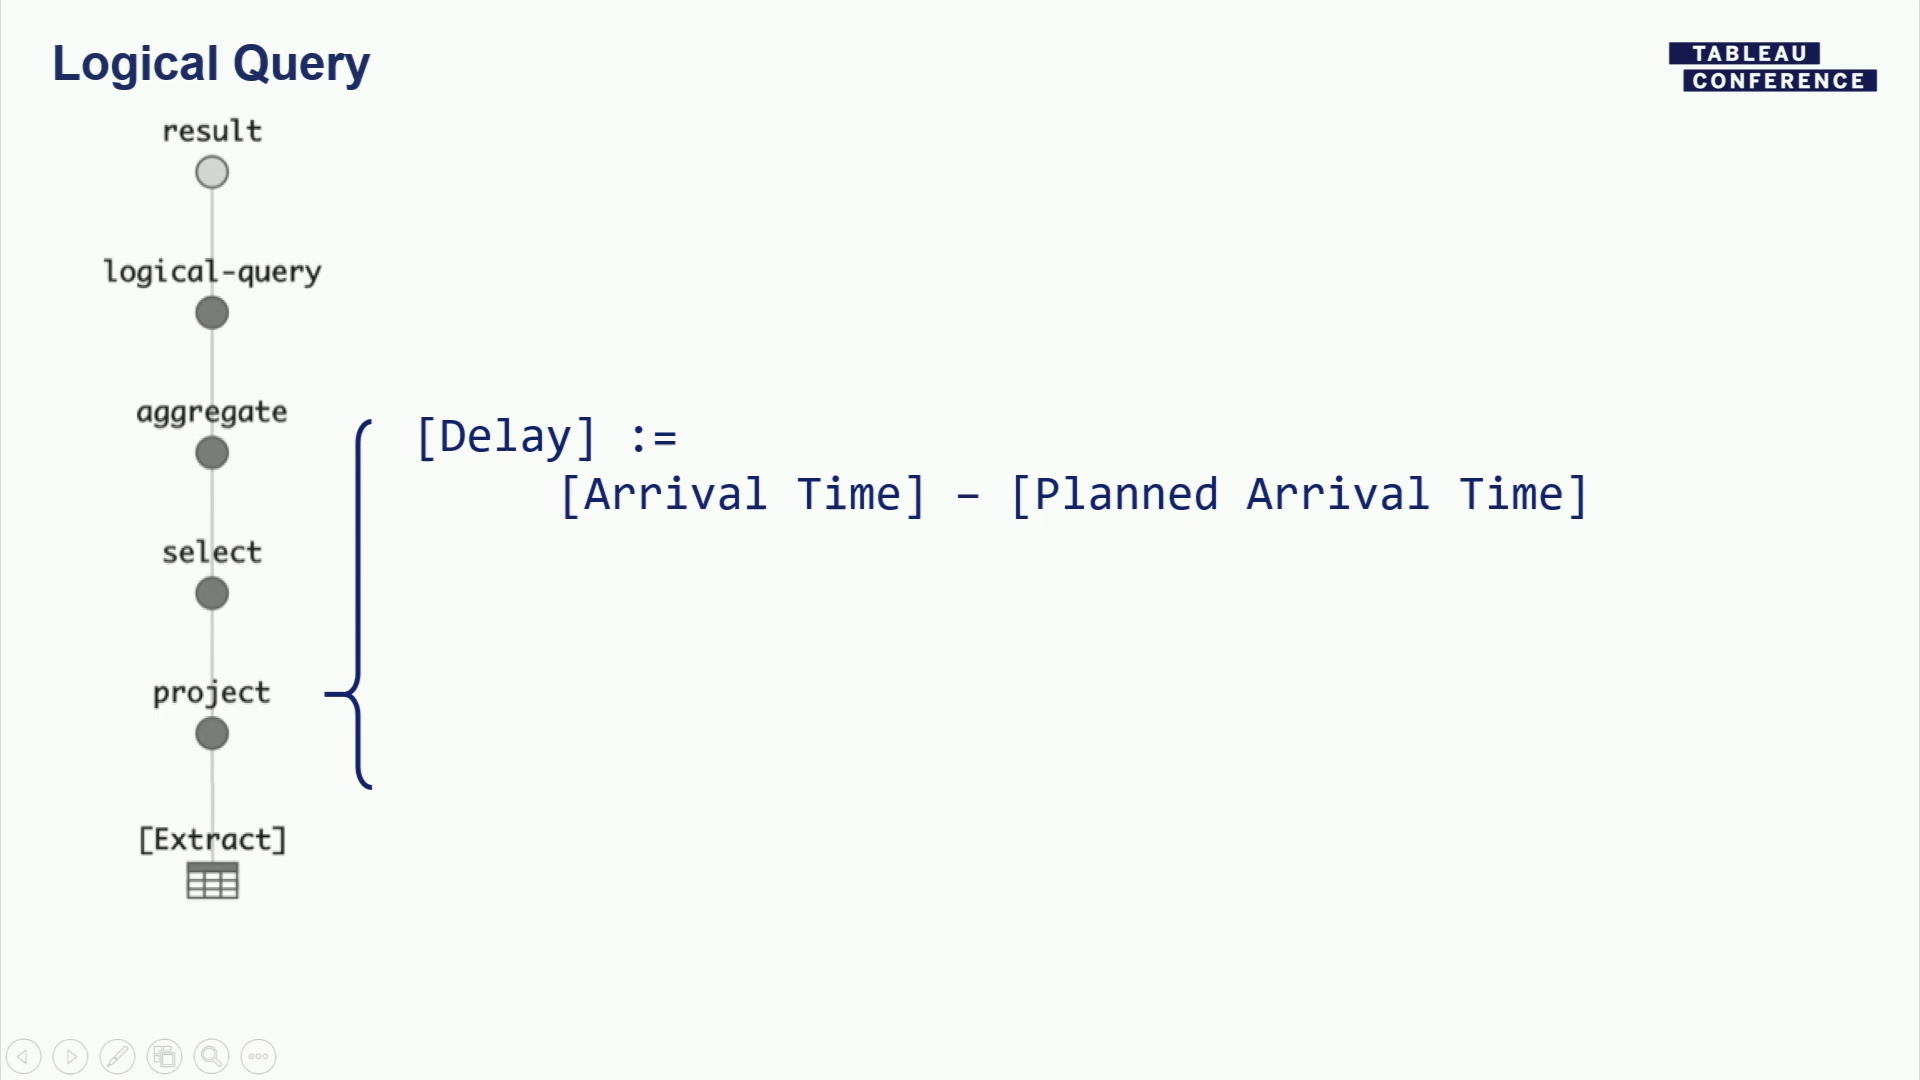 Logical Query
TABLEAU
CONFERENCE
result
logical-query
aggregate
[Delay] :=
[Arrival Time] – [Planned Arrival Time]
select
project
[Extract]